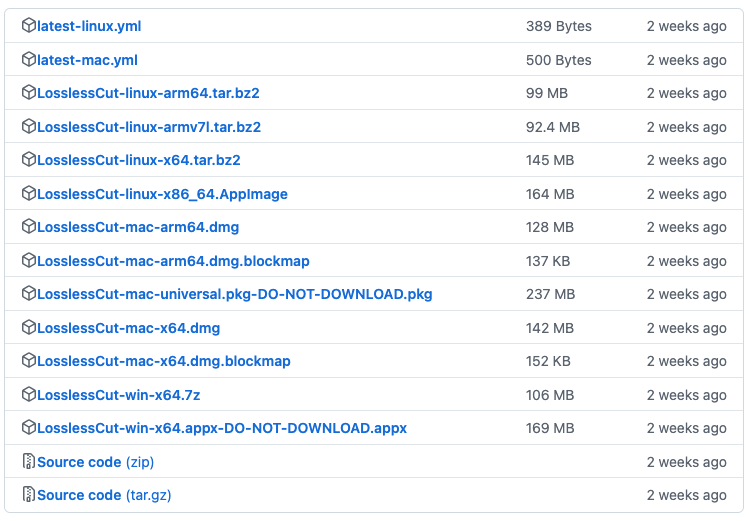 latest-linux.yml 389 Bytes 2 weeks ago
latest-mac.yml 500 Bytes 2 weeks ago
LosslessCut-linux-arm64.tar.bz2 99 MB 2 weeks ago
LosslessCut-linux-armv7l.tar.bz2 92.4 MB 2 weeks ago
LosslessCut-linux-x64.tar.bz2 145 MB 2 weeks ago
LosslessCut-linux-x86_64.AppImage 164 MB 2 weeks ago
LosslessCut-mac-arm64.dmg 128 MB 2 weeks ago
LosslessCut-mac-arm64.dmg.blockmap 137 KB 2 weeks ago
LosslessCut-mac-universal.pkg-DO-NOT-DOWNLOAD.pkg 237 MB 2 weeks ago
LosslessCut-mac-x64.dmg 142 MB 2 weeks ago
LosslessCut-mac-x64.dmg.blockmap 152 KB 2 weeks ago
LosslessCut-win-x64.7z 106 MB 2 weeks ago
LosslessCut-win-x64.appx-DO-NOT-DOWNLOAD.appx 169 MB 2 weeks ago
Source code (zip) 2 weeks ago
Source code (tar.gz) 2 weeks ago